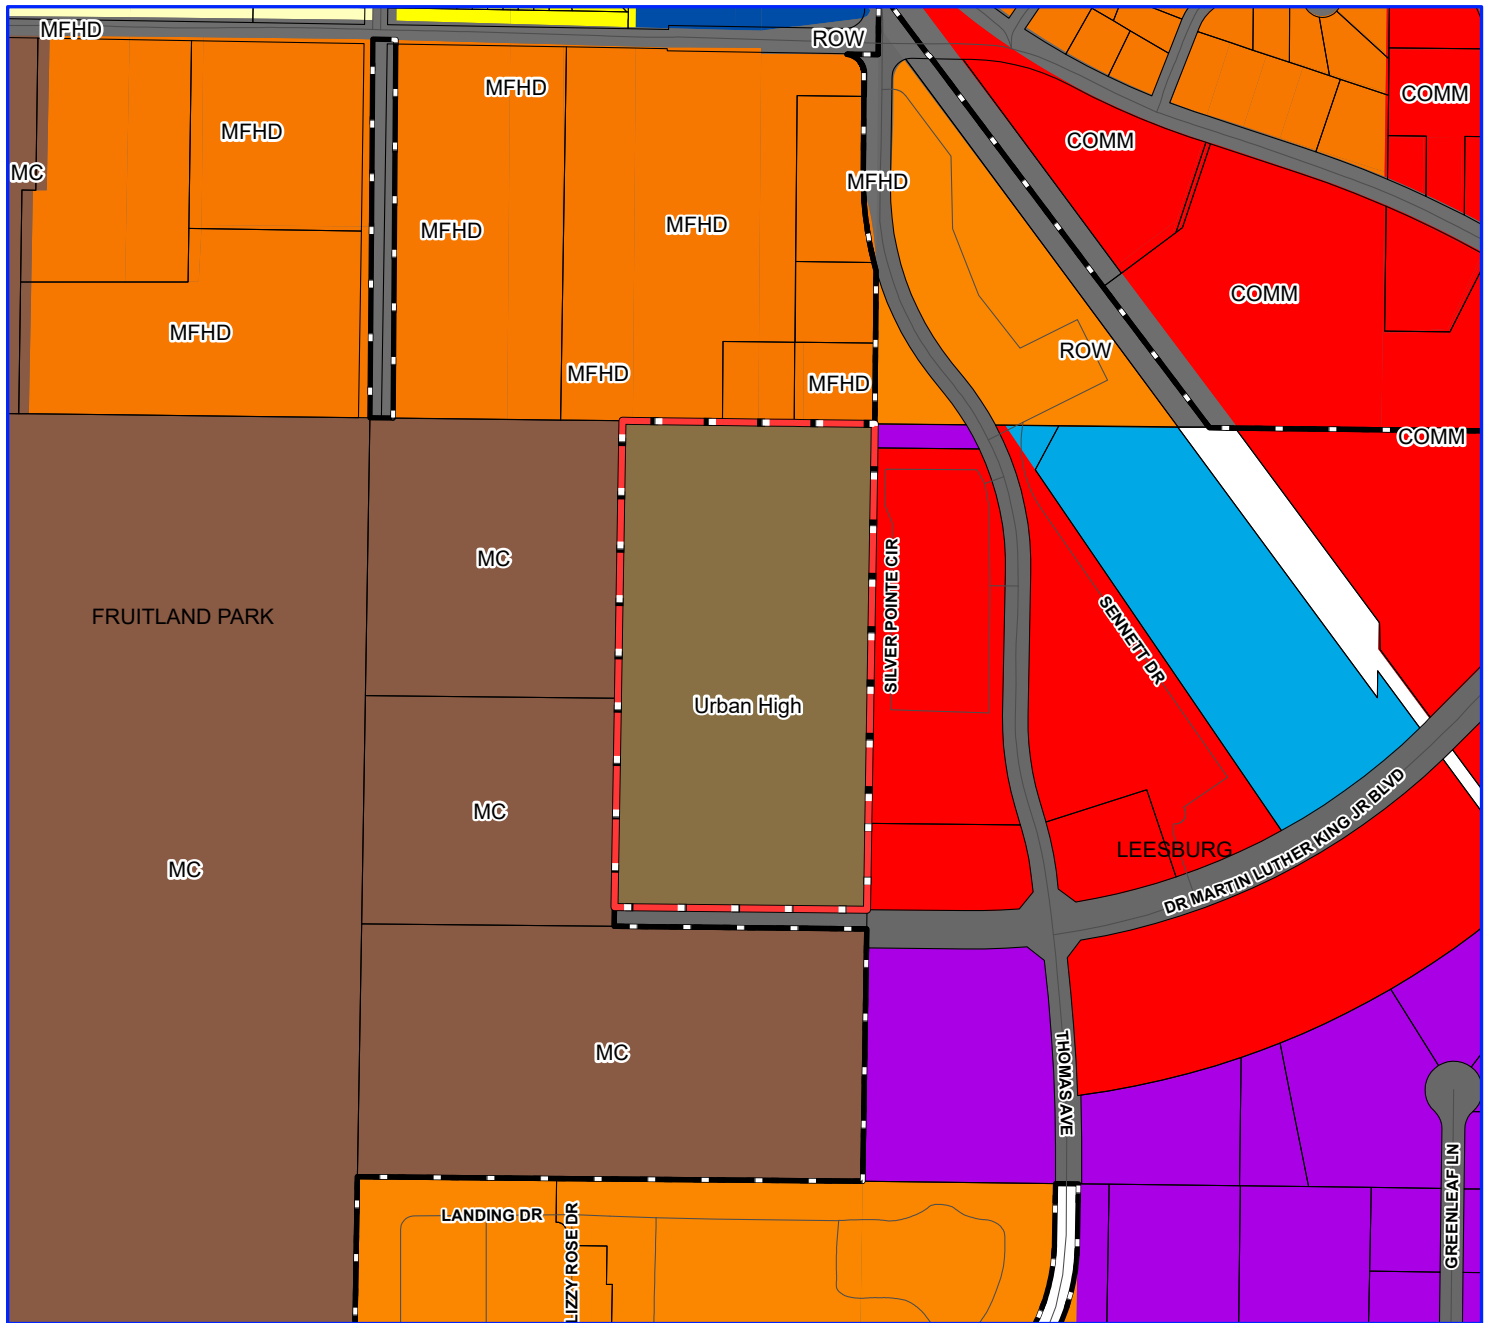 MFHD
ROW
MFHD
COMM
MFHD
COMM
MC
MFHD
MFHD
MFHD
COMM
MFHD
ROW
MFHD
MFHD
COMM
MC
SILVER POINTE CIR
FRUITLAND PARK
SENNETT DR
Urban High
MC
DR MARTIN LUTHER KING JR BLVD
LEESBURG
MC
MC
THOMAS AVE
GREENLEAF LN
LANDING DR
LIZZY ROSE DR